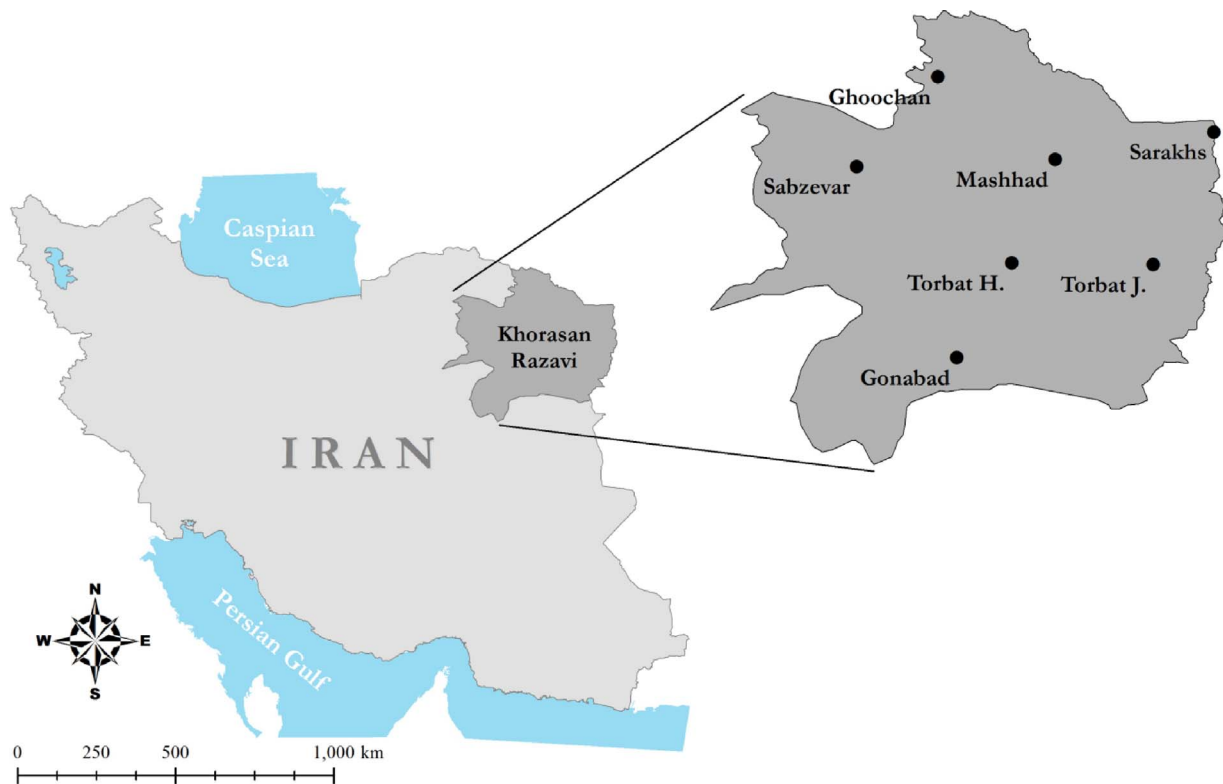 Ghoochan
Sarakhs
Mashhad
Sabzevar
Torbat H.
Torbat J.
Gonabad
Caspian
Sea
Khorasan
Razavi
IRAN
Persian Gulf
N
W E
S
0 250 500 1,000 km